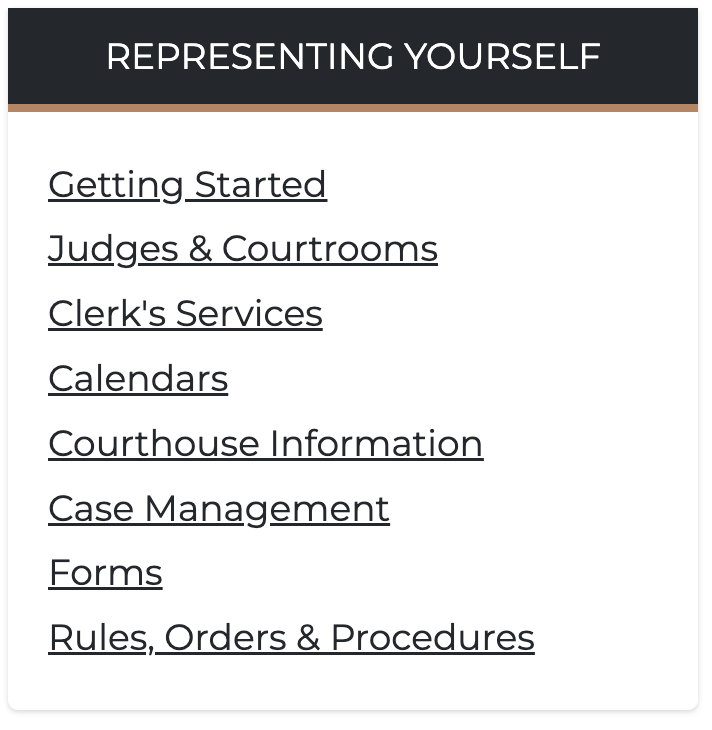 REPRESENTING YOURSELF
Getting Started
Judges & Courtrooms
Clerk's Services
Calendars
Courthouse Information
Case Management
Forms
Rules, Orders & Procedures